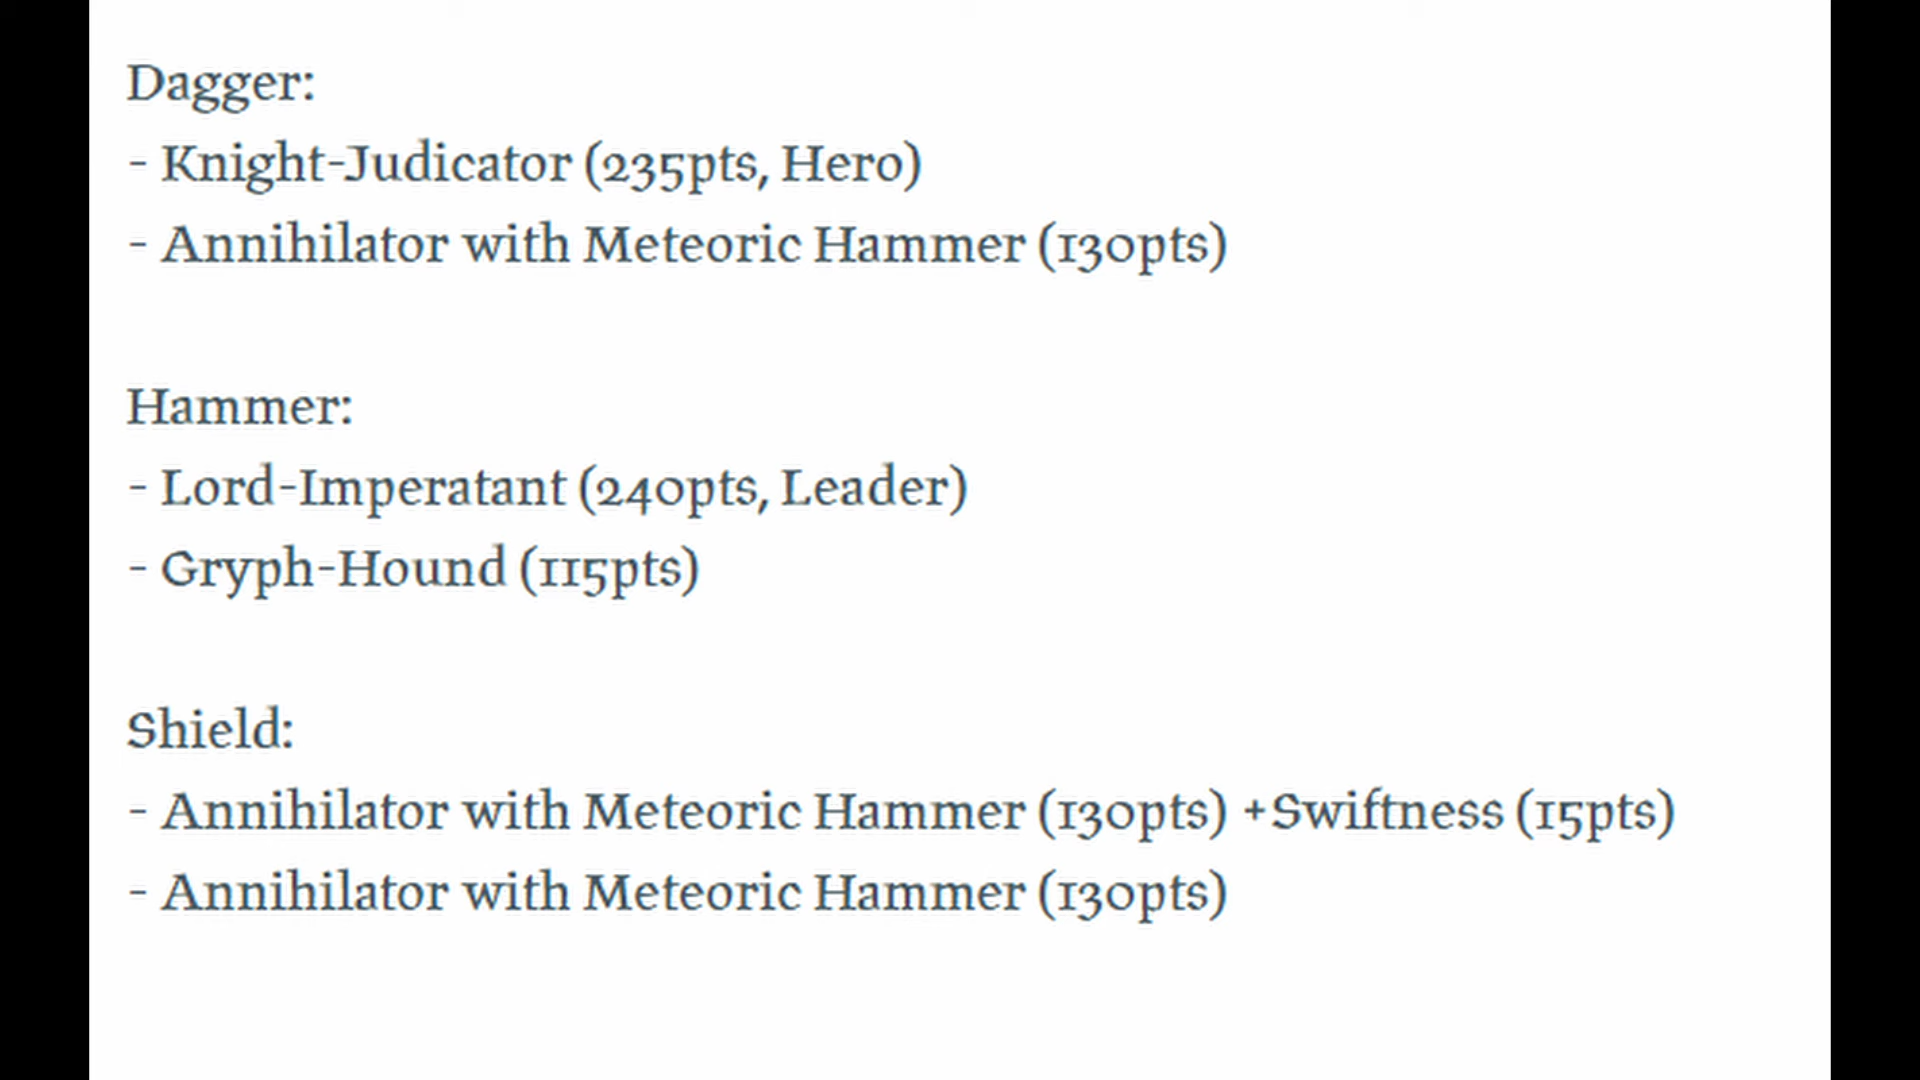 Dagger:
- Knight-Judicator (235pts, Hero)
- Annihilator with Meteoric Hammer (130pts)
Hammer:
- Lord-Imperatant (240pts, Leader)
- Gryph-Hound (115pts)
Shield:
- Annihilator with Meteoric Hammer (130pts) +Swiftness (15pts)
- Annihilator with Meteoric Hammer (130pts)